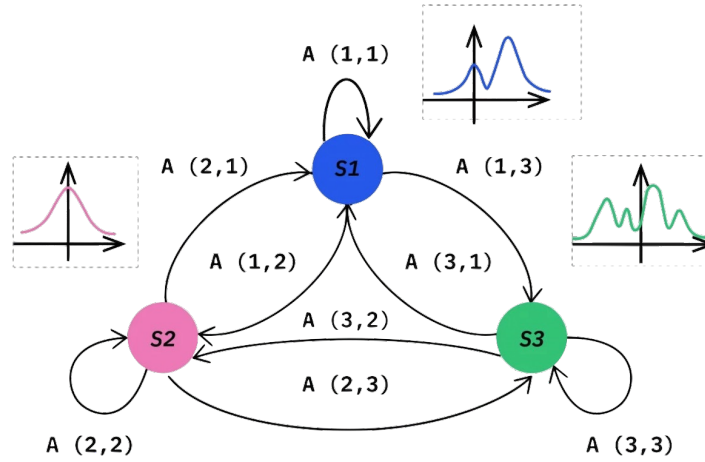 A (1,1)
A (2,1)
S1
A (1,3)
A (1,2)
A (3,1)
A (3,2)
S2
S3
A (2,3)
A (2,2)
A (3,3)